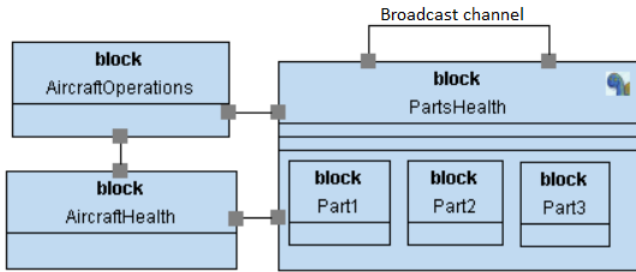 Broadcast channel
block
AircraftOperations
block
PartsHealth
block
AircraftHealth
block
Part1
block
Part2
block
Part3